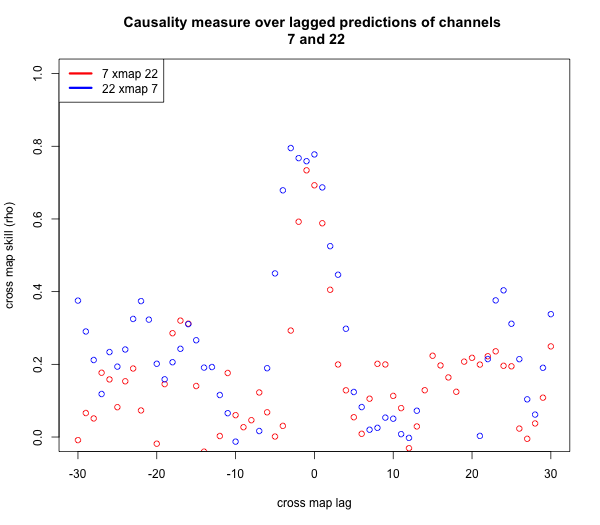 Causality measure over lagged predictions of channels
7 and 22
7 xmap 22
22 xmap 7
cross map skill (rho)
1.0
0.8
0.6
0.4
0.2
0.0
-30
-20
-10
0
10
20
30
cross map lag